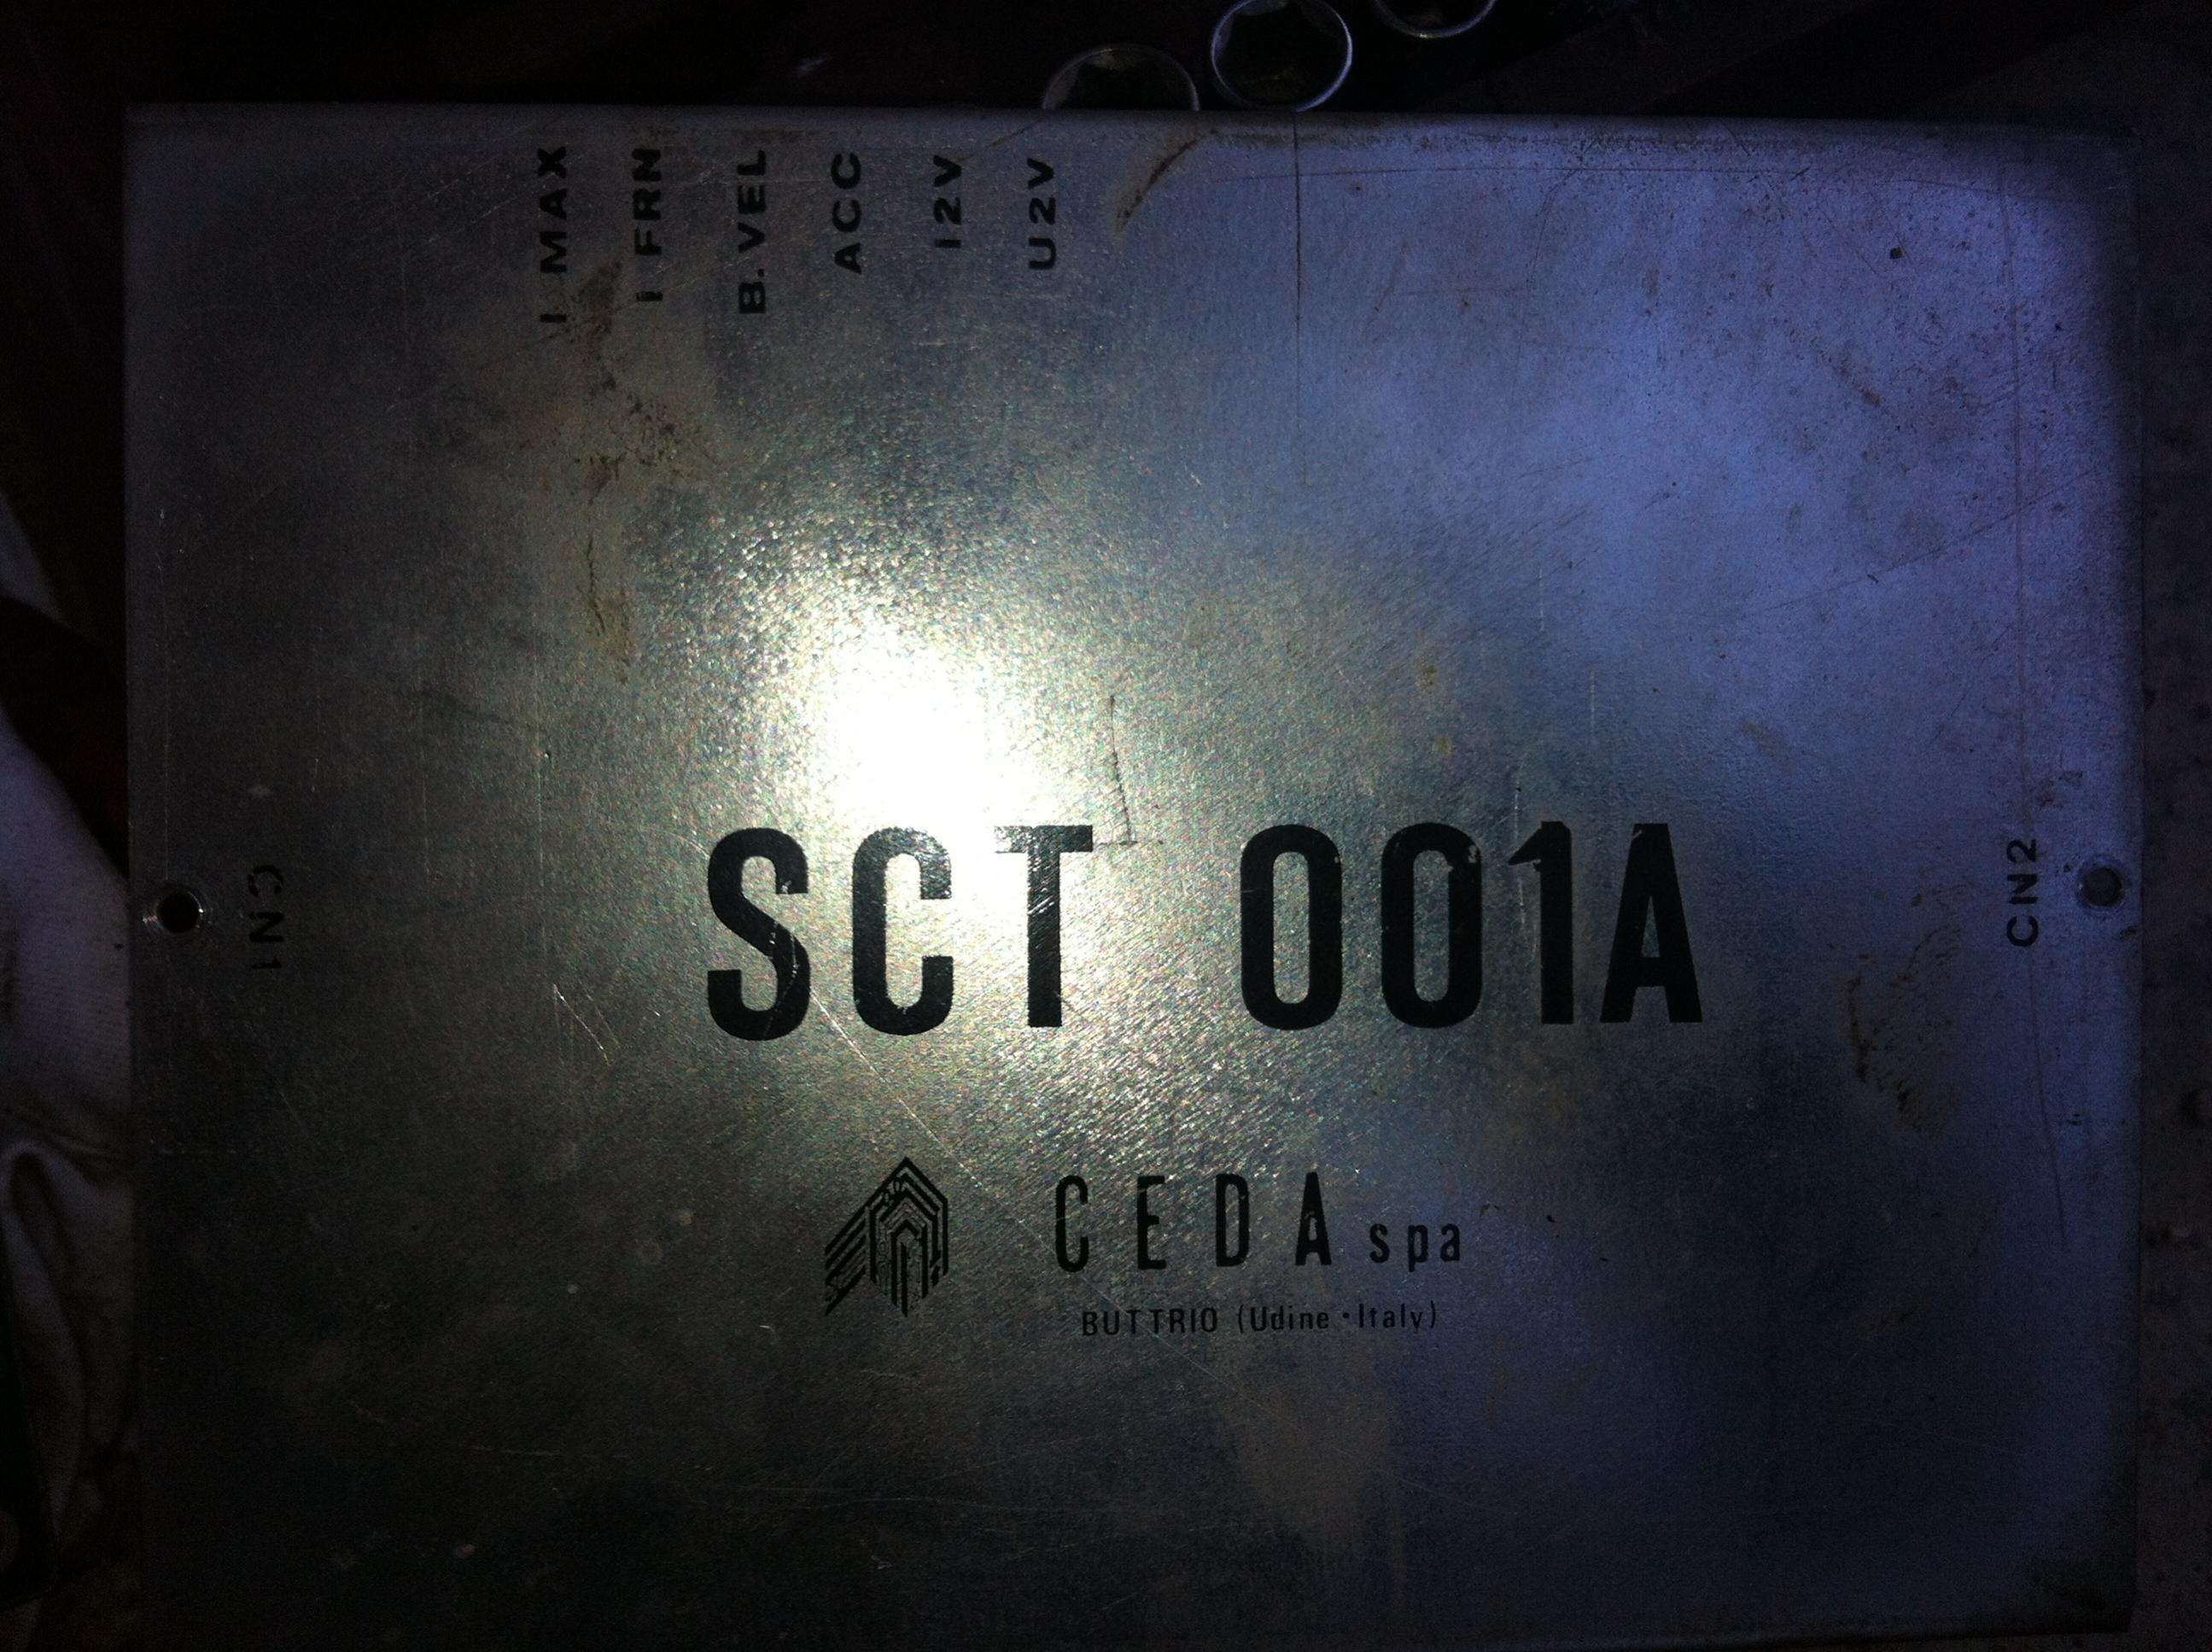 I MAX
I FRN
B.VEL
ACC
I2V
U2V
CN1
SCT 001A
CN2
CEDA spa
BUTTRIO (Udine·Italy)